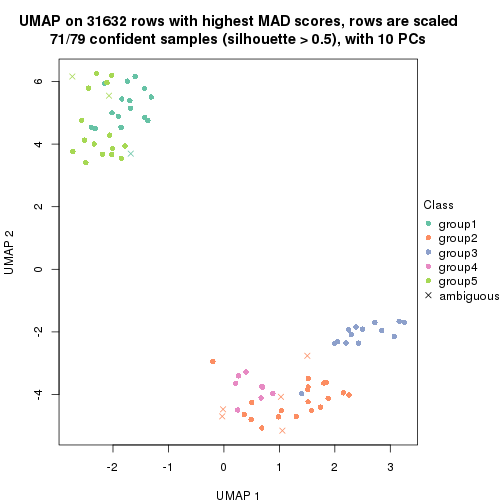 UMAP on 31632 rows with highest MAD scores, rows are scaled
71/79 confident samples (silhouette > 0.5), with 10 PCs
6
4
2
0
-2
-4
UMAP 2
-2
-1
0
1
2
3
UMAP 1
Class
group1
group2
group3
group4
group5
ambiguous